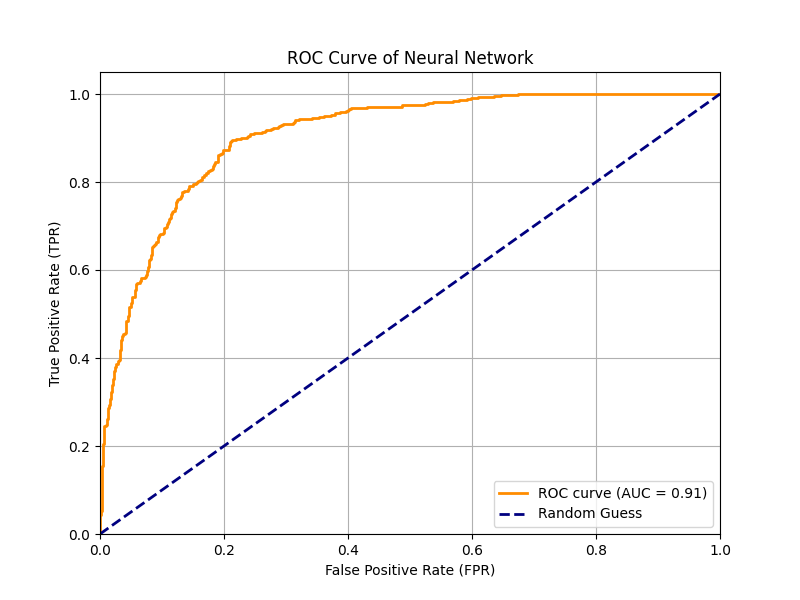 ROC Curve of Neural Network
True Positive Rate (TPR)
1.0
0.8
0.6
0.4
0.2
0.0
0.0 0.2 0.4 0.6 0.8 1.0
False Positive Rate (FPR)
ROC curve (AUC = 0.91)
Random Guess